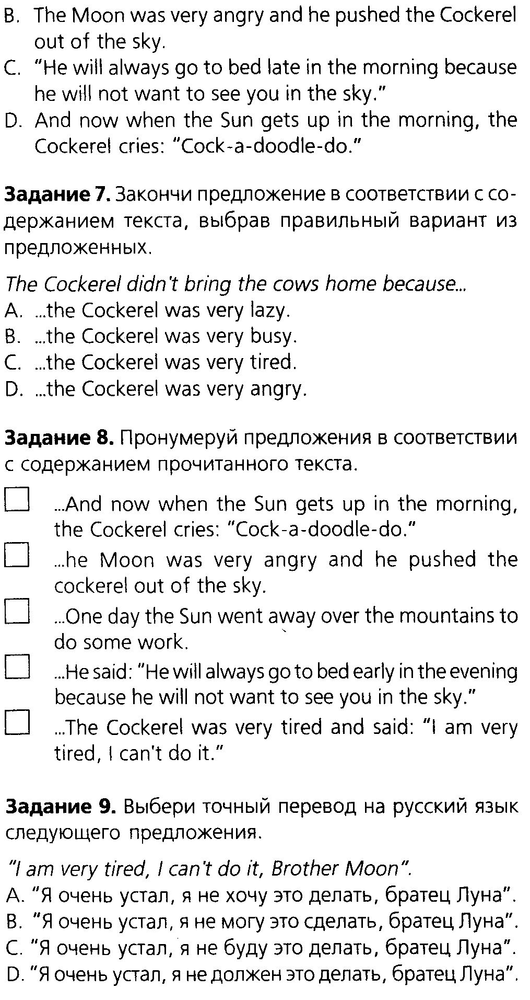 B. The Moon was very angry and he pushed the Cockerel
out of the sky.
C. "He will always go to bed late in the morning because
he will not want to see you in the sky."
D. And now when the Sun gets up in the morning, the
Cockerel cries: "Cock-a-doodle-do."
Задание 7. Закончи предложение в соответствии с со-
держанием текста, выбрав правильный вариант из
предложенных.
The Cockerel didn't bring the cows home because...
A. ...the Cockerel was very lazy.
B. ...the Cockerel was very busy.
C. ...the Cockerel was very tired.
D. ...the Cockerel was very angry.
Задание 8. Пронумеруй предложения в соответствии
с содержанием прочитанного текста.
...And now when the Sun gets up in the morning,
the Cockerel cries: "Cock-a-doodle-do."
...he Moon was very angry and he pushed the
cockerel out of the sky.
...One day the Sun went away over the mountains to
do some work.
...He said: "He will always go to bed early in the evening
because he will not want to see you in the sky."
...The Cockerel was very tired and said: "I am very
tired, I can't do it."
Задание 9. Выбери точный перевод на русский язык
следующего предложения.
"I am very tired, I can't do it, Brother Moon".
A. "Я очень устал, я не хочу это делать, братец Луна".
B. "Я очень устал, я не могу это сделать, братец Луна".
C. "Я очень устал, я не буду это делать, братец Луна".
D. "Я очень устал, я не должен это делать, братец Луна".